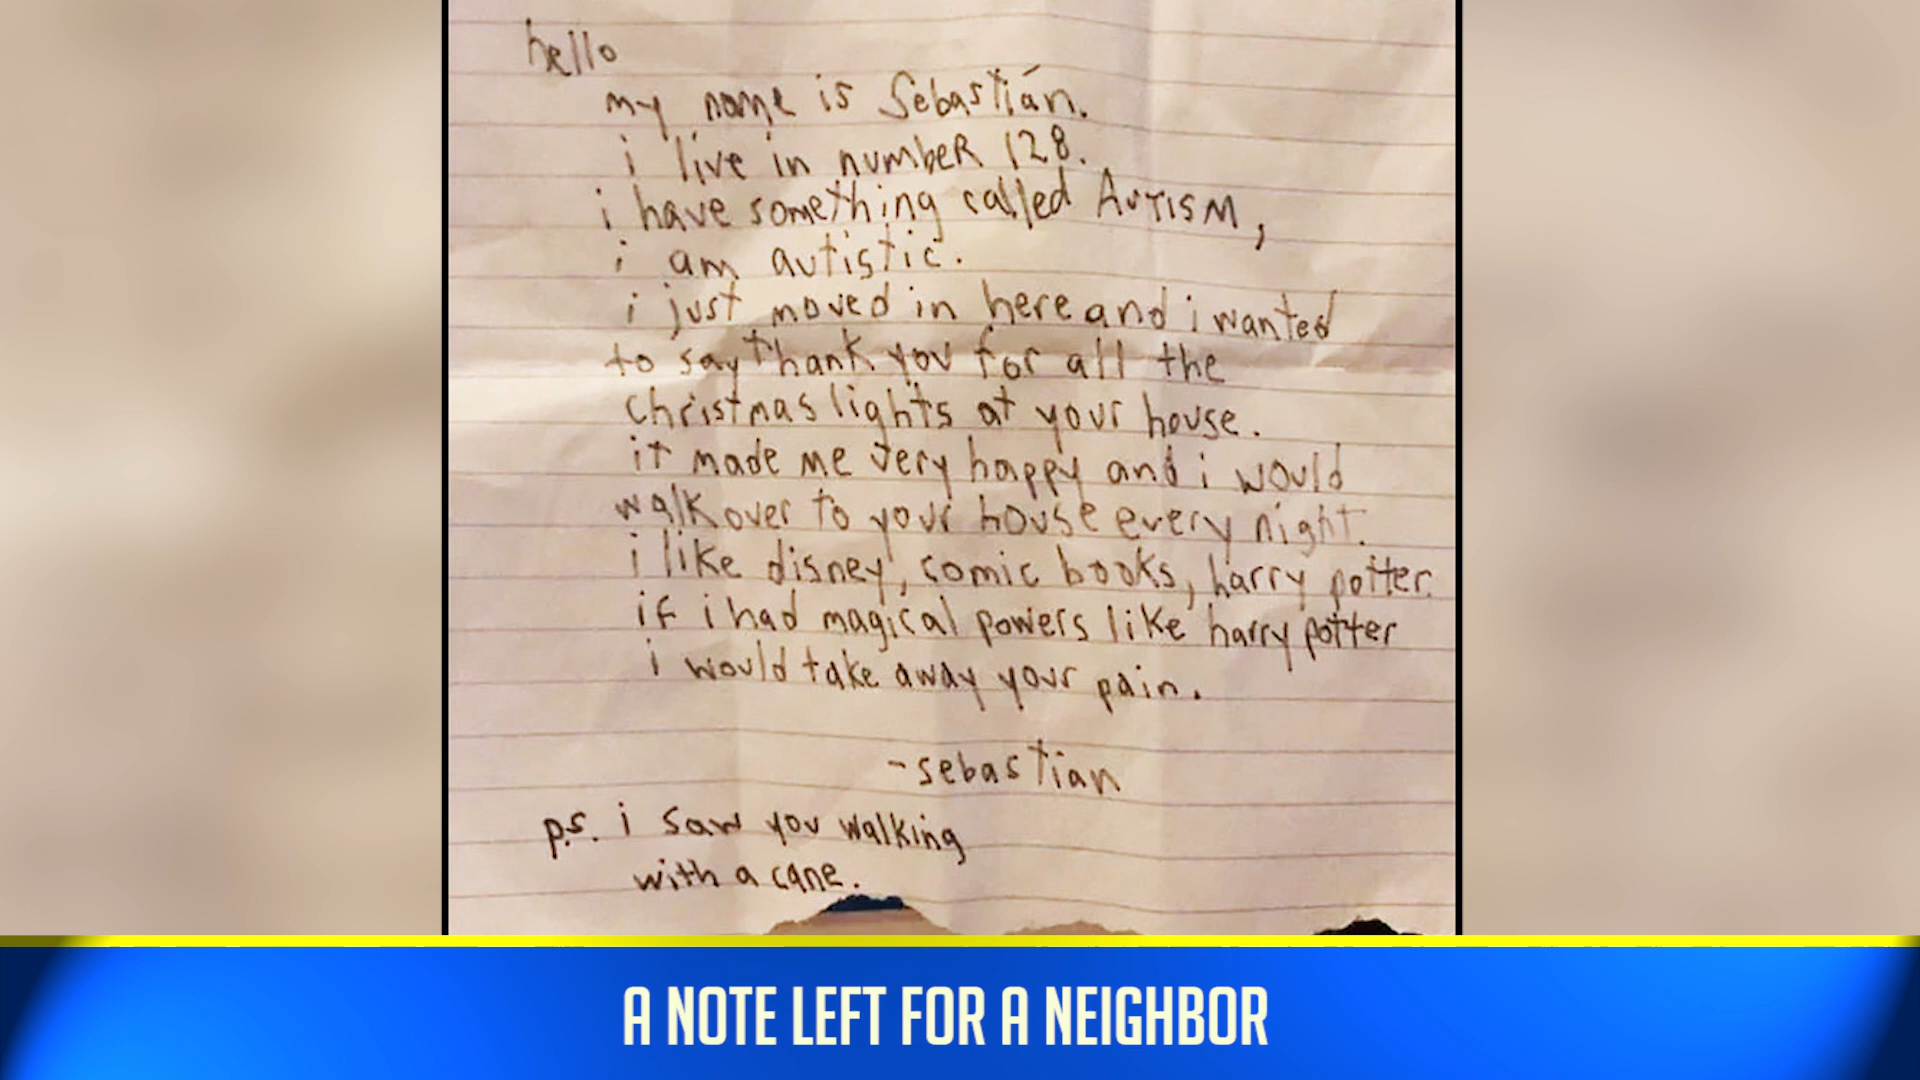 hello
my name is Sebastián.
i live in number 128.
i have something called Autism,
i am autistic.
i just moved in here and i wanted
to say thank you for all the
christmas lights at your house.
it made me very happy and i would
walk over to your house every night.
i like disney, comic books, harry potter.
if i had magical powers like harry potter
i would take away your pain.
-sebastian
p.s. i saw you walking
with a cane.
A NOTE LEFT FOR A NEIGHBOR